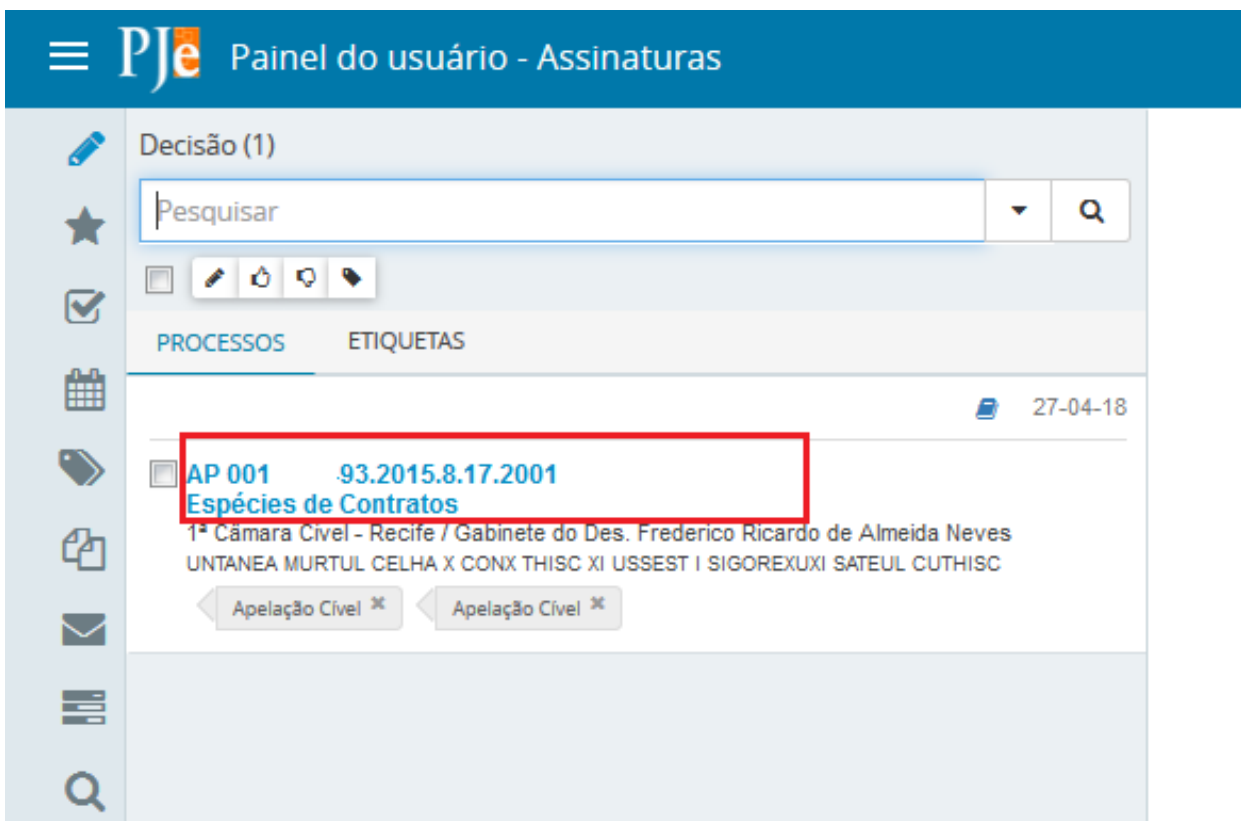 PJe Painel do usuário - Assinaturas
Decisão (1)
Pesquisar
PROCESSOS ETIQUETAS
27-04-18
AP 001 -93.2015.8.17.2001
Espécies de Contratos
1ª Câmara Cível - Recife / Gabinete do Des. Frederico Ricardo de Almeida Neves
UNTANEA MURTUL CELHA X CONX THISC XI USSEST I SIGOREXUXI SATEUL CUTHISC
Apelação Cível Apelação Cível